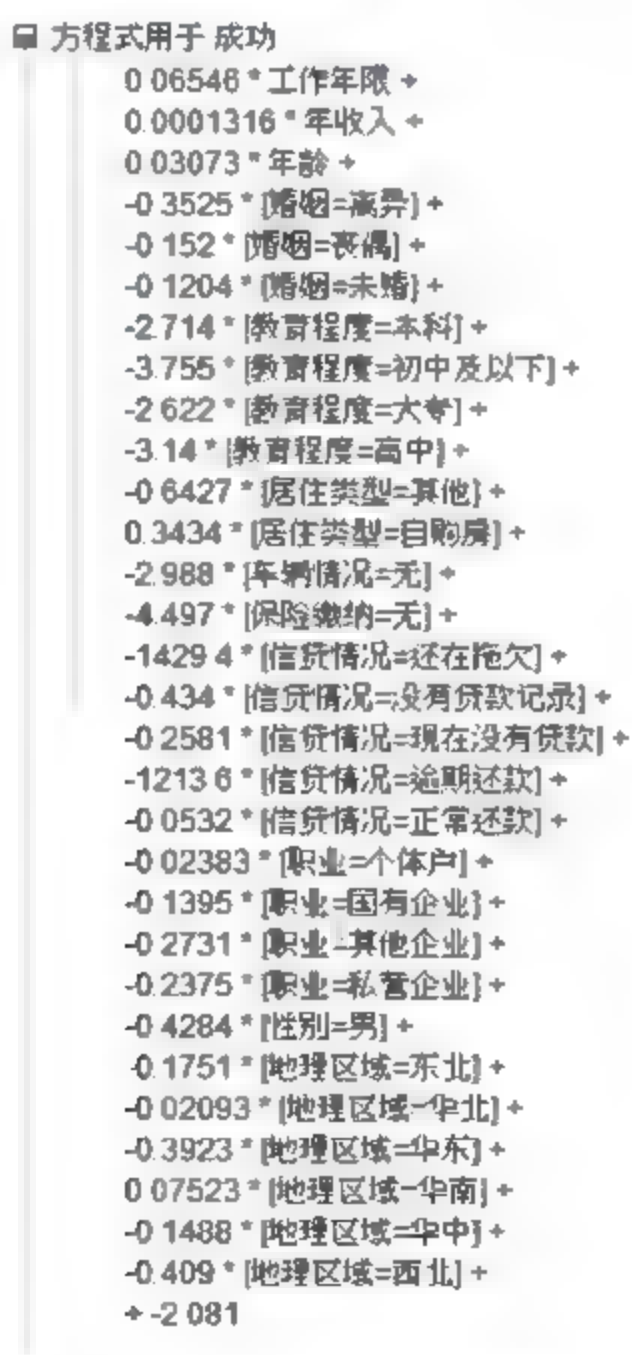 方程式用于 成功
0.06546 * 工作年限 +
0.0001316 * 年收入 +
0.03073 * 年龄 +
-0.3525 * [婚姻=离异] +
-0.152 * [婚姻=丧偶] +
-0.1204 * [婚姻=未婚] +
-2.714 * [教育程度=本科] +
-3.755 * [教育程度=初中及以下] +
-2.622 * [教育程度=大专] +
-3.14 * [教育程度=高中] +
-0.6427 * [居住类型=其他] +
0.3434 * [居住类型=自购房] +
-2.988 * [车辆情况=无] +
-4.497 * [保险缴纳=无] +
-1429.4 * [信贷情况=还在拖欠] +
-0.434 * [信贷情况=没有贷款记录] +
-0.2581 * [信贷情况=现在没有贷款] +
-1213.6 * [信贷情况=逾期还款] +
-0.0532 * [信贷情况=正常还款] +
-0.02383 * [职业=个体户] +
-0.1395 * [职业=国有企业] +
-0.2731 * [职业=其他企业] +
-0.2375 * [职业=私营企业] +
-0.4284 * [性别=男] +
-0.1751 * [地理区域=东北] +
-0.02093 * [地理区域=华北] +
-0.3923 * [地理区域=华东] +
0.07523 * [地理区域=华南] +
-0.1488 * [地理区域=华中] +
-0.409 * [地理区域=西北] +
+ -2.081